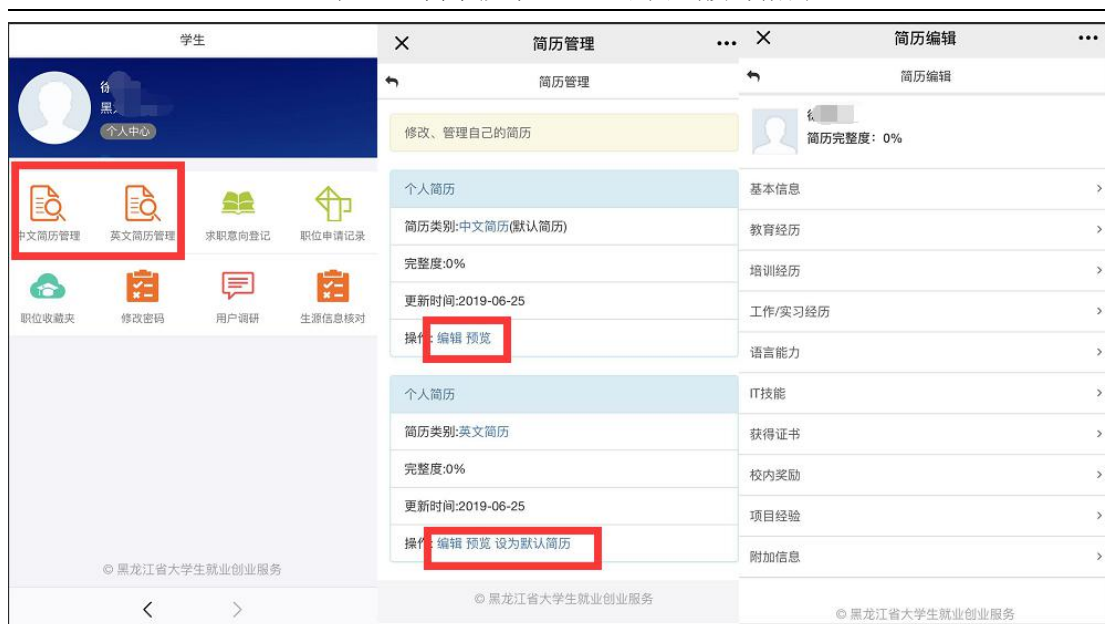 学生
徐
黑
个人中心
中文简历管理
英文简历管理
求职意向登记
职位申请记录
职位收藏夹
修改密码
用户调研
生源信息核对
© 黑龙江省大学生就业创业服务
简历管理
简历管理
修改、管理自己的简历
个人简历
简历类别:中文简历(默认简历)
完整度:0%
更新时间:2019-06-25
操作: 编辑 预览
个人简历
简历类别:英文简历
完整度:0%
更新时间:2019-06-25
操作: 编辑 预览 设为默认简历
© 黑龙江省大学生就业创业服务
简历编辑
简历编辑
简历完整度：0%
基本信息
教育经历
培训经历
工作/实习经历
语言能力
IT技能
获得证书
校内奖励
项目经验
附加信息
© 黑龙江省大学生就业创业服务